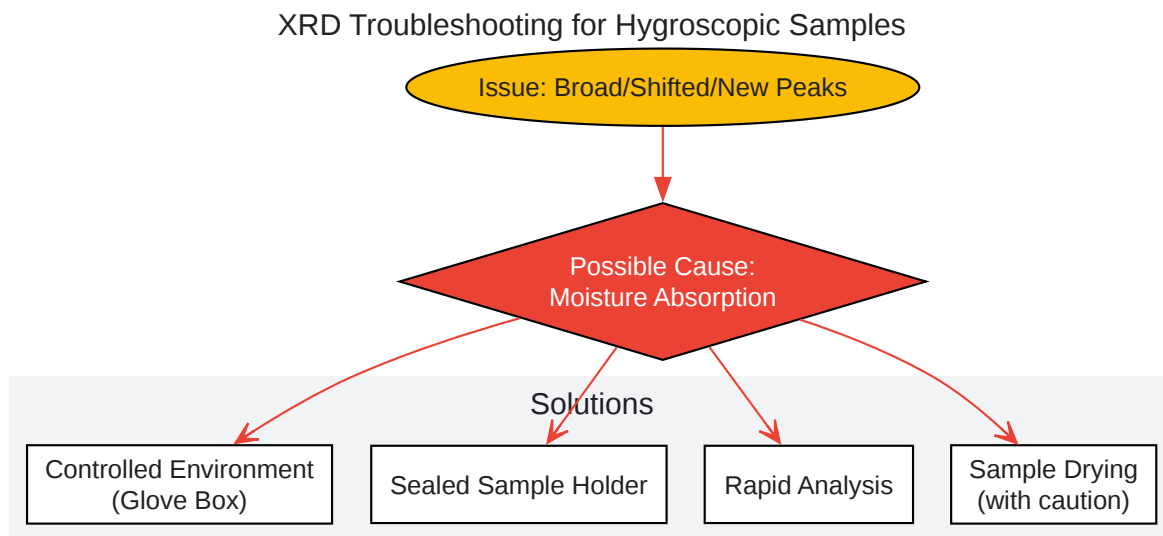 XRD Troubleshooting for Hygroscopic Samples
Issue: Broad/Shifted/New Peaks
Possible Cause:
Moisture Absorption
Solutions
Controlled Environment
(Glove Box)
Sealed Sample Holder
Rapid Analysis
Sample Drying
(with caution)